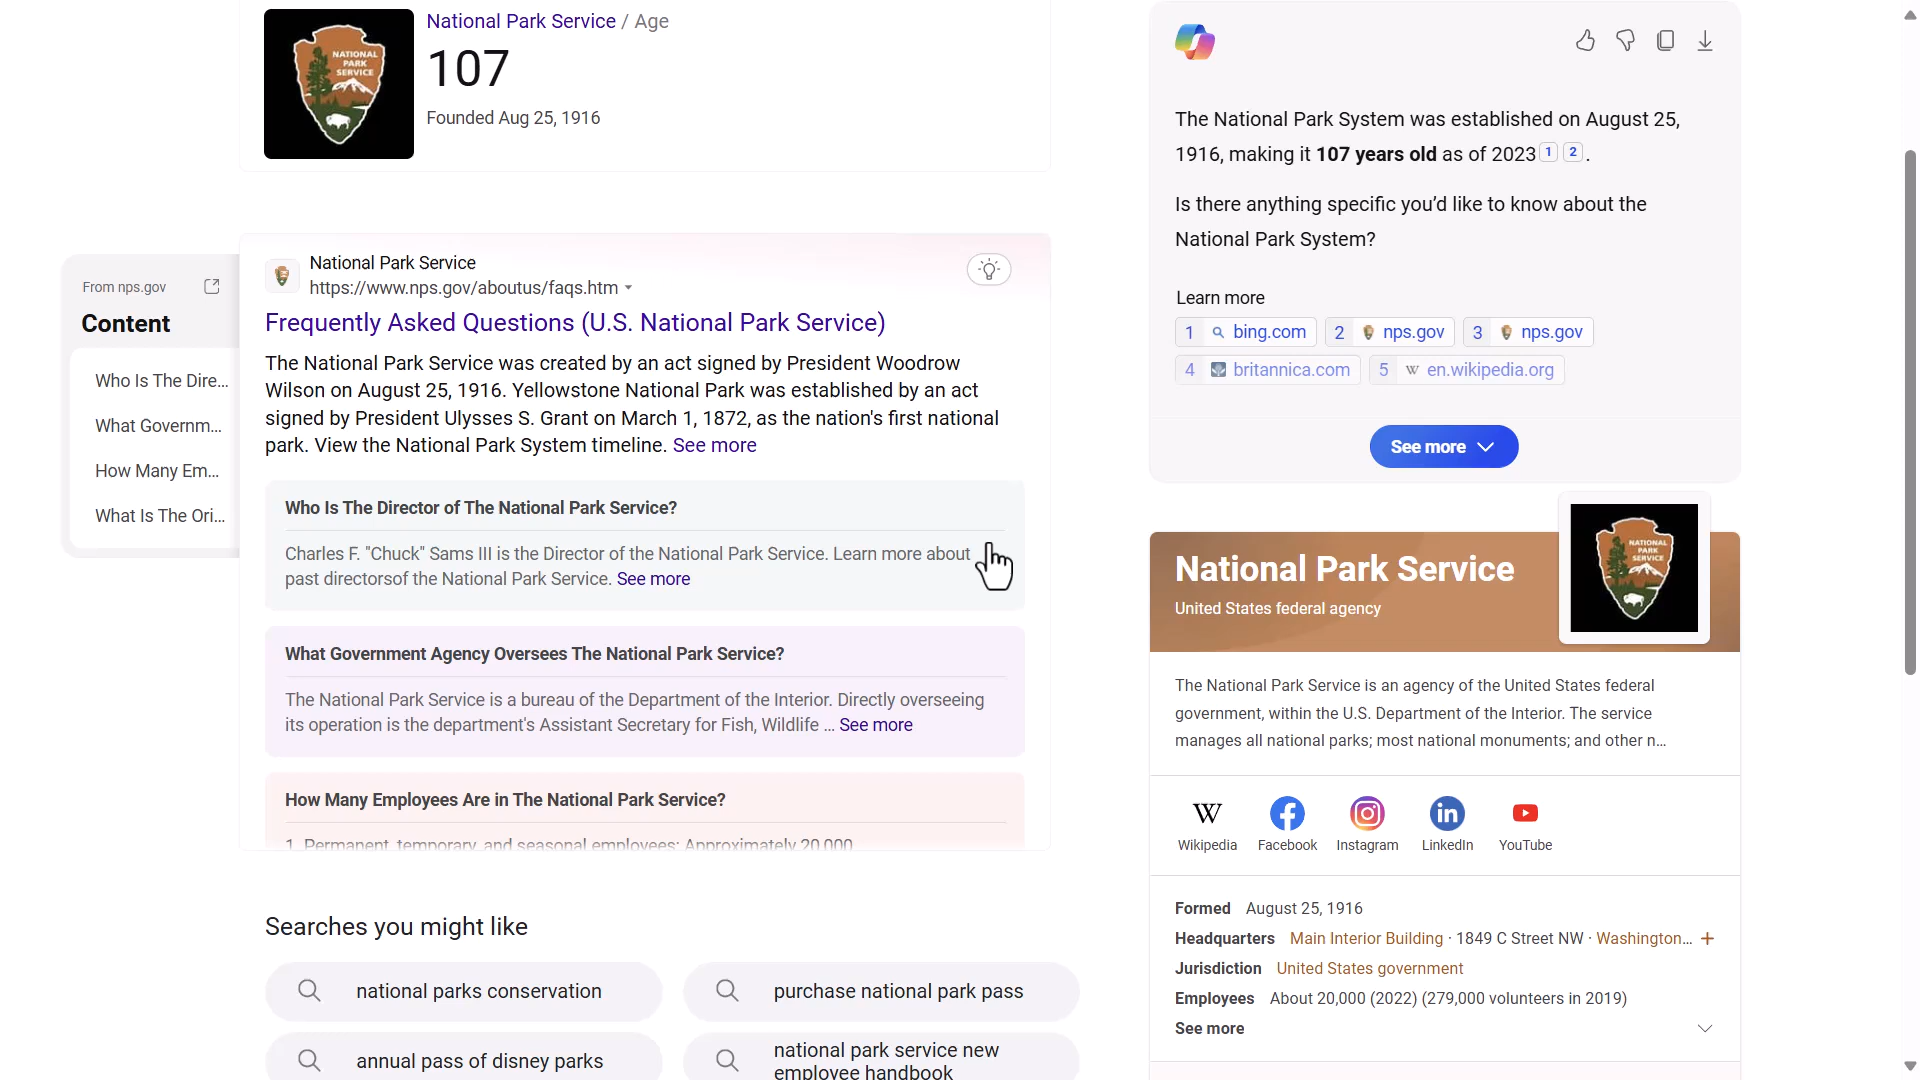 National Park Service / Age
107
Founded Aug 25, 1916
NATIONAL
PARK
SERVICE
From nps.gov
Content
Who Is The Dire...
What Governm...
How Many Em...
What Is The Ori...
National Park Service
https://www.nps.gov/aboutus/faqs.htm
Frequently Asked Questions (U.S. National Park Service)
The National Park Service was created by an act signed by President Woodrow
Wilson on August 25, 1916. Yellowstone National Park was established by an act
signed by President Ulysses S. Grant on March 1, 1872, as the nation's first national
park. View the National Park System timeline. See more
Who Is The Director of The National Park Service?
Charles F. "Chuck" Sams III is the Director of the National Park Service. Learn more about
past directorsof the National Park Service. See more
What Government Agency Oversees The National Park Service?
The National Park Service is a bureau of the Department of the Interior. Directly overseeing
its operation is the department's Assistant Secretary for Fish, Wildlife ... See more
How Many Employees Are in The National Park Service?
1. Permanent, temporary, and seasonal employees: Approximately 20,000
Searches you might like
national parks conservation
purchase national park pass
annual pass of disney parks
national park service new
employee handbook
The National Park System was established on August 25,
1916, making it 107 years old as of 2023 1 2 .
Is there anything specific you’d like to know about the
National Park System?
Learn more
1 bing.com 2 nps.gov 3 nps.gov
4 britannica.com 5 W en.wikipedia.org
See more
National Park Service
United States federal agency
NATIONAL
PARK
SERVICE
The National Park Service is an agency of the United States federal
government, within the U.S. Department of the Interior. The service
manages all national parks; most national monuments; and other n...
W
in
Wikipedia Facebook Instagram LinkedIn YouTube
Formed August 25, 1916
Headquarters Main Interior Building · 1849 C Street NW · Washington... +
Jurisdiction United States government
Employees About 20,000 (2022) (279,000 volunteers in 2019)
See more